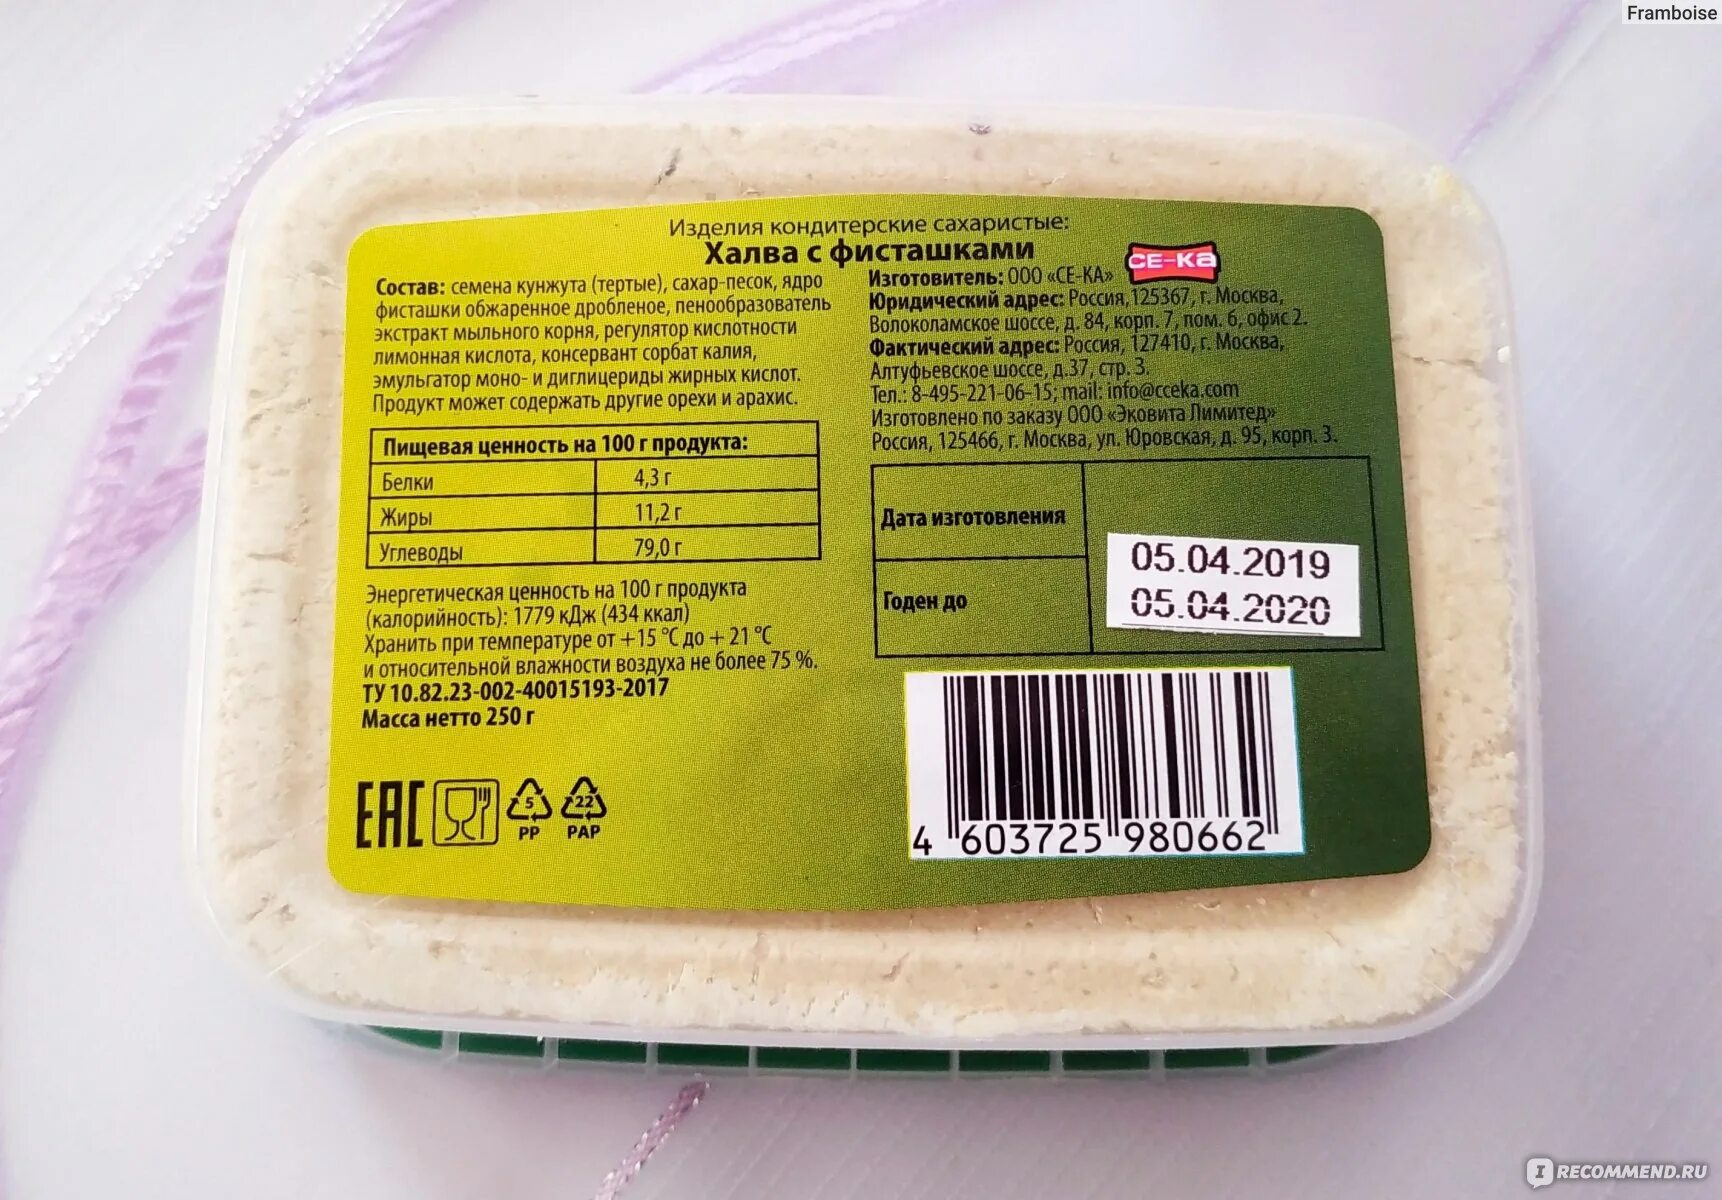 Framboise
Изделия кондитерские сахаристые:
Халва с фисташками
Состав: семена кунжута (тертые), сахар-песок, ядро
фисташки обжаренное дробленое, пенообразователь
экстракт мыльного корня, регулятор кислотности
лимонная кислота, консервант сорбат калия,
эмульгатор моно- и диглицериды жирных кислот.
Продукт может содержать другие орехи и арахис.
Пищевая ценность на 100 г продукта:
Белки 4,3 г
Жиры 11,2 г
Углеводы 79,0 г
Энергетическая ценность на 100 г продукта
(калорийность): 1779 кДж (434 ккал)
Хранить при температуре от +15 °C до + 21 °C
и относительной влажности воздуха не более 75 %.
ТУ 10.82.23-002-40015193-2017
Масса нетто 250 г
EAC
5
PP
22
PAP
Изготовитель: ООО «СЕ-КА»
CE-Ka
Юридический адрес: Россия,125367, г. Москва,
Волоколамское шоссе, д. 84, корп. 7, пом. 6, офис 2.
Фактический адрес: Россия, 127410, г. Москва,
Алтуфьевское шоссе, д.37, стр. 3.
Тел.: 8-495-221-06-15; mail: info@cceka.com
Изготовлено по заказу ООО «Эковита Лимитед»
Россия, 125466, г. Москва, ул. Юровская, д. 95, корп. 3.
Дата изготовления
05.04.2019
Годен до
05.04.2020
4 603725 980662
IRECOMMEND.RU